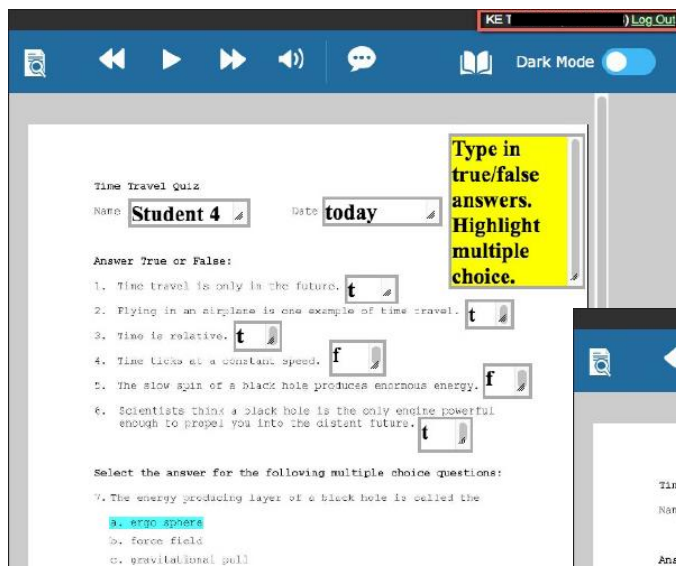 KE T ) Log Out
Dark Mode
Type in
true/false
answers.
Highlight
multiple
choice.
Time Travel Quiz
Name Student 4 Date today
Answer True or False:
1. Time travel is only in the future. t
2. Flying in an airplane is one example of time travel. t
3. Time is relative. t
4. Time ticks at a constant speed. f
5. The slow spin of a black hole produces enormous energy. f
6. Scientists think a black hole is the only engine powerful
enough to propel you into the distant future. t
Select the answer for the following multiple choice questions:
7. The energy producing layer of a black hole is called the
a. ergo sphere
b. force field
c. gravitational pull